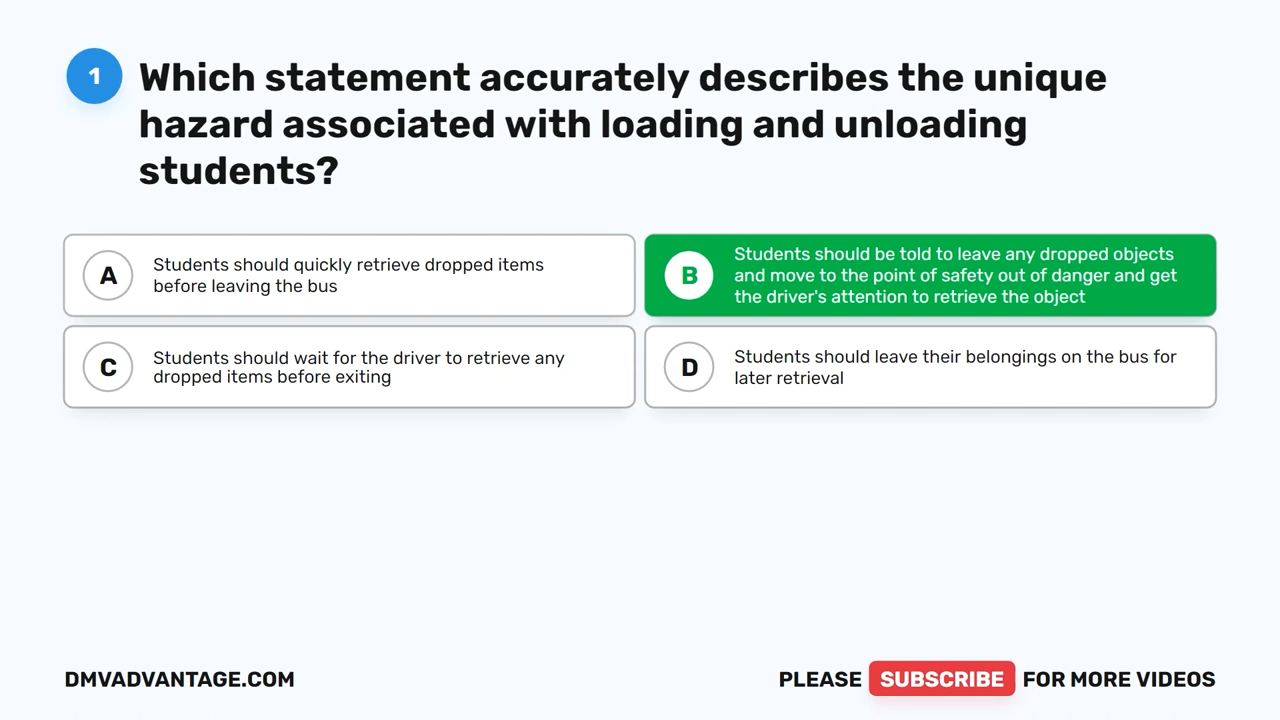 1
Which statement accurately describes the unique
hazard associated with loading and unloading
students?
A
Students should quickly retrieve dropped items
before leaving the bus
B
Students should be told to leave any dropped objects
and move to the point of safety out of danger and get
the driver's attention to retrieve the object
C
Students should wait for the driver to retrieve any
dropped items before exiting
D
Students should leave their belongings on the bus for
later retrieval
DMVADVANTAGE.COM
PLEASE SUBSCRIBE FOR MORE VIDEOS